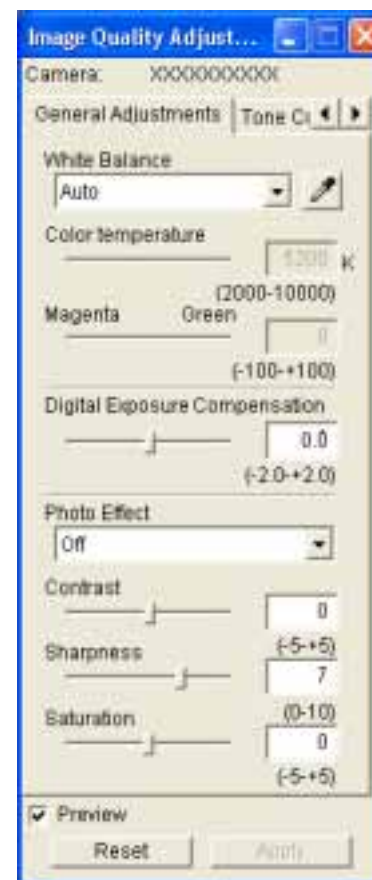 Image Quality Adjust...
Camera: XXXXXXXXXXX
General Adjustments Tone C
White Balance
Auto
Color temperature
5200 K
(2000-10000)
Magenta Green
0
(-100-+100)
Digital Exposure Compensation
0.0
(-2.0-+2.0)
Photo Effect
Off
Contrast
0
(-5-+5)
Sharpness
7
(0-10)
Saturation
0
(-5-+5)
Preview
Reset Apply